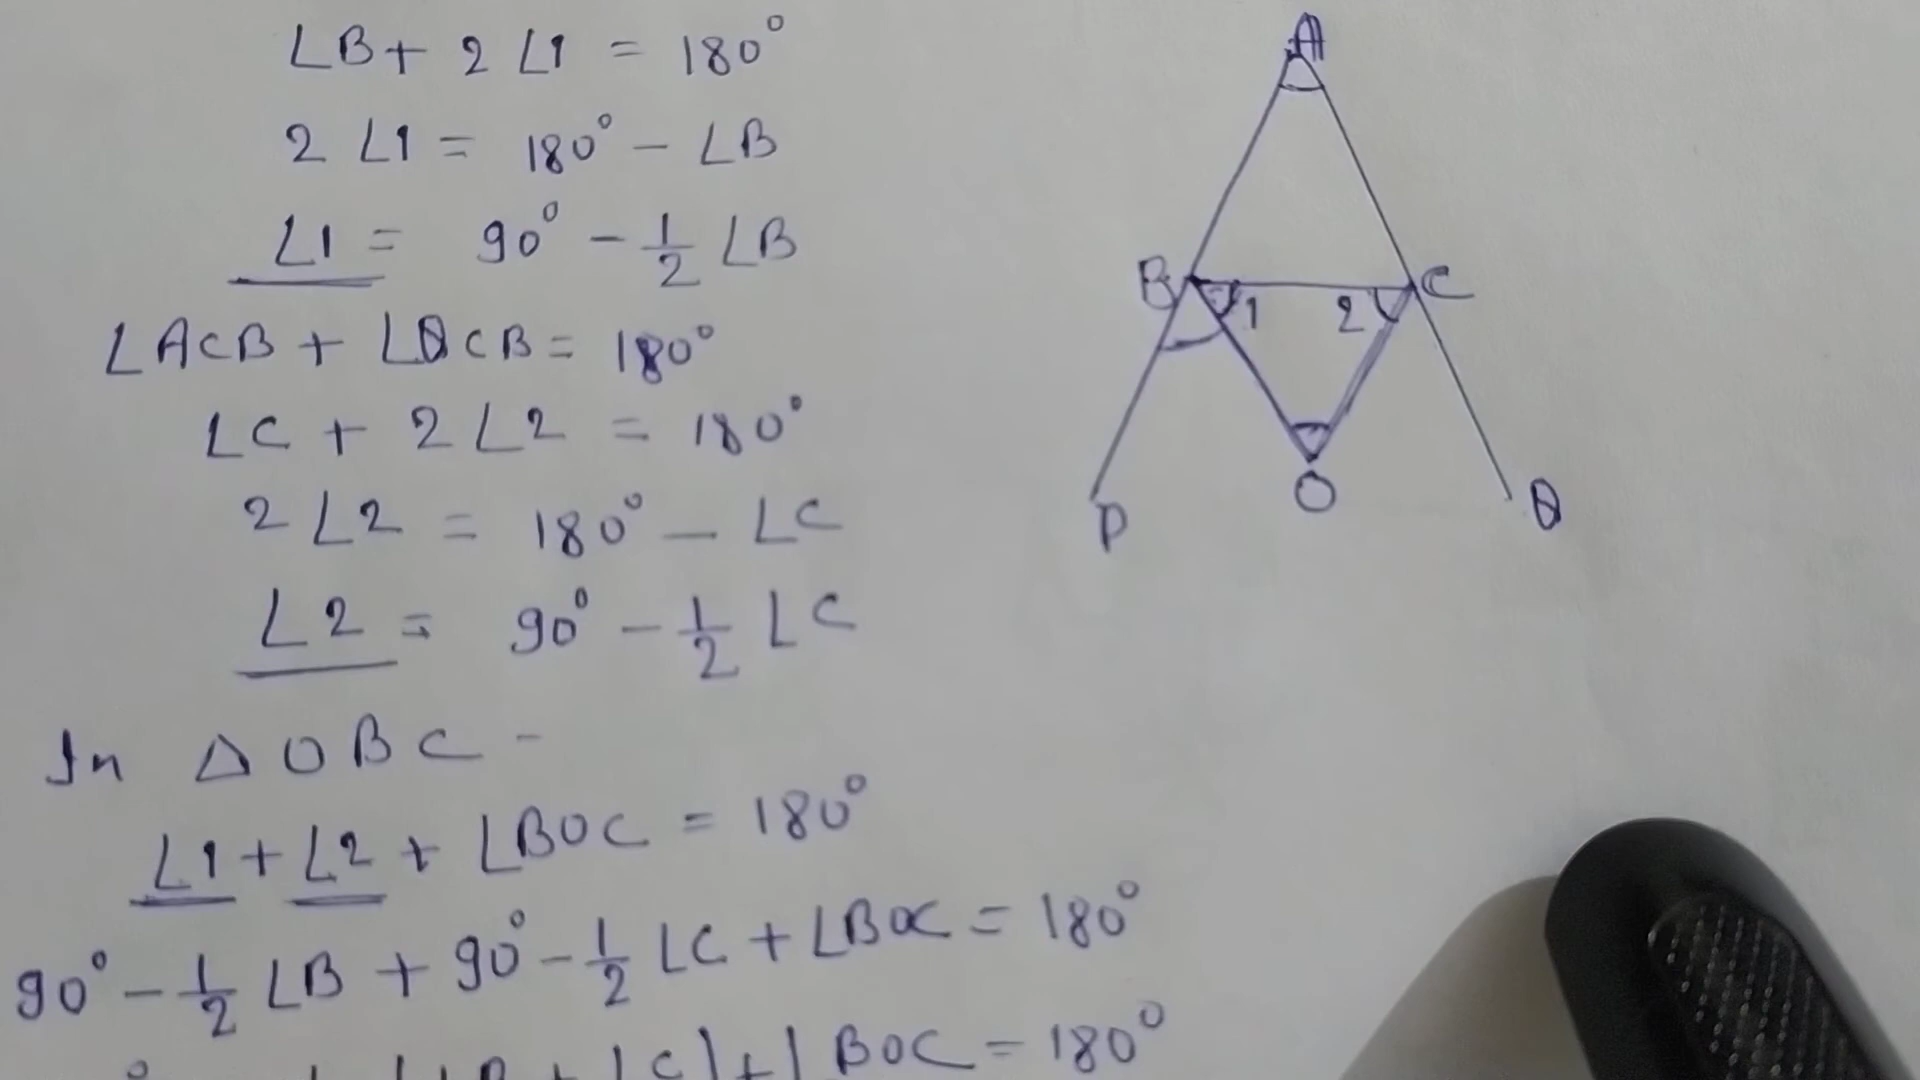 ∠B + 2 ∠1 = 180°
2 ∠1 = 180° - ∠B
∠1 = 90° - 1/2 ∠B
∠ACB + ∠QCB = 180°
∠C + 2 ∠2 = 180°
2 ∠2 = 180° - ∠C
∠2 = 90° - 1/2 ∠C
In △OBC -
∠1 + ∠2 + ∠BOC = 180°
90° - 1/2 ∠B + 90° - 1/2 ∠C + ∠BOC = 180°
∠C) + ∠BOC = 180°
A
B
C
1
2
O
P
Q